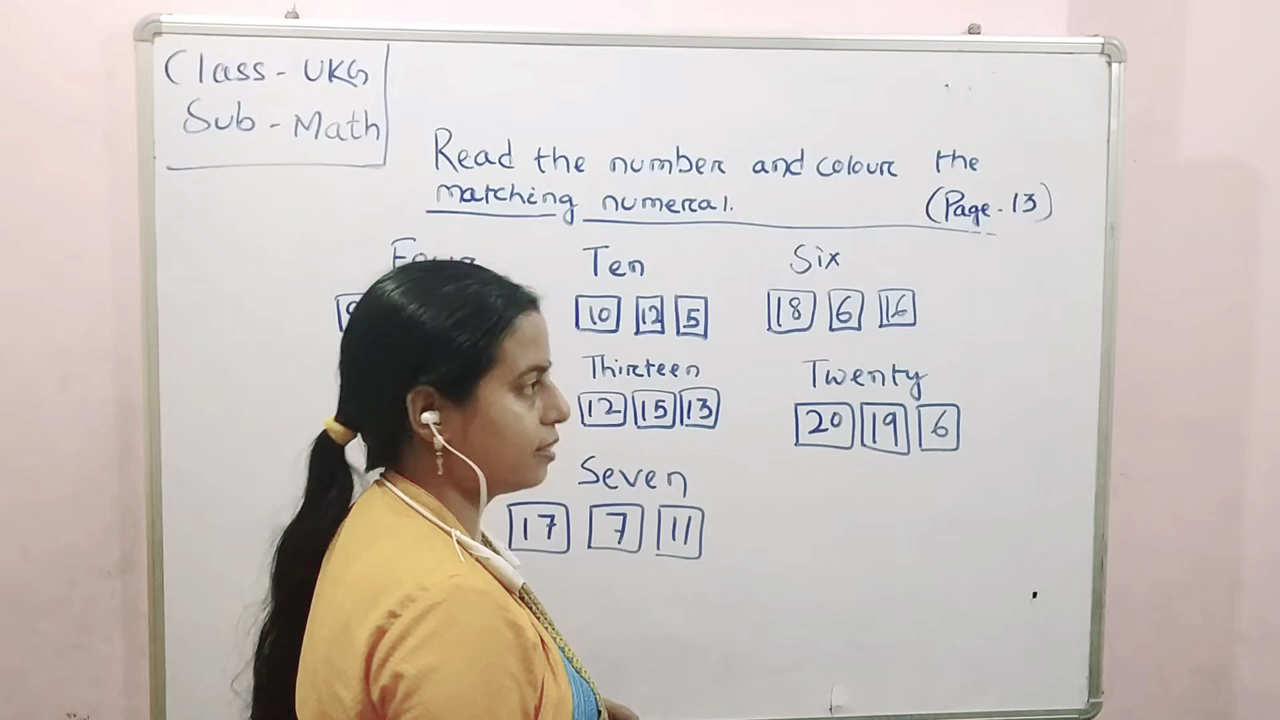 Class - UKG
Sub - Math
Read the number and colour the
matching numeral.
(Page - 13)
Four Ten Six
10 12 5 18 6 16
Thirteen Twenty
12 15 13 20 19 6
Seven
17 7 11